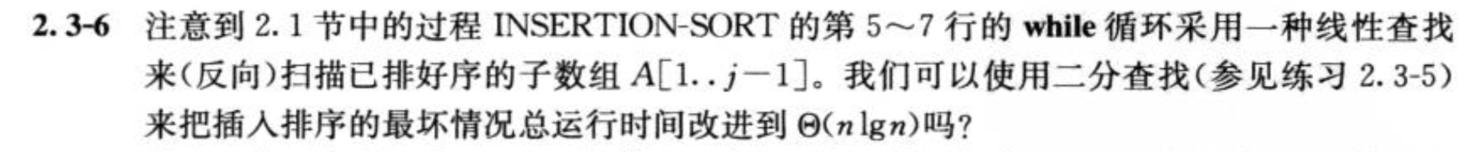 2.3-6 注意到 2.1 节中的过程 INSERTION-SORT 的第 5～7 行的 while 循环采用一种线性查找
来(反向)扫描已排好序的子数组 A[1..j－1]。我们可以使用二分查找(参见练习 2.3-5)
来把插入排序的最坏情况总运行时间改进到 Θ(n lgn)吗?